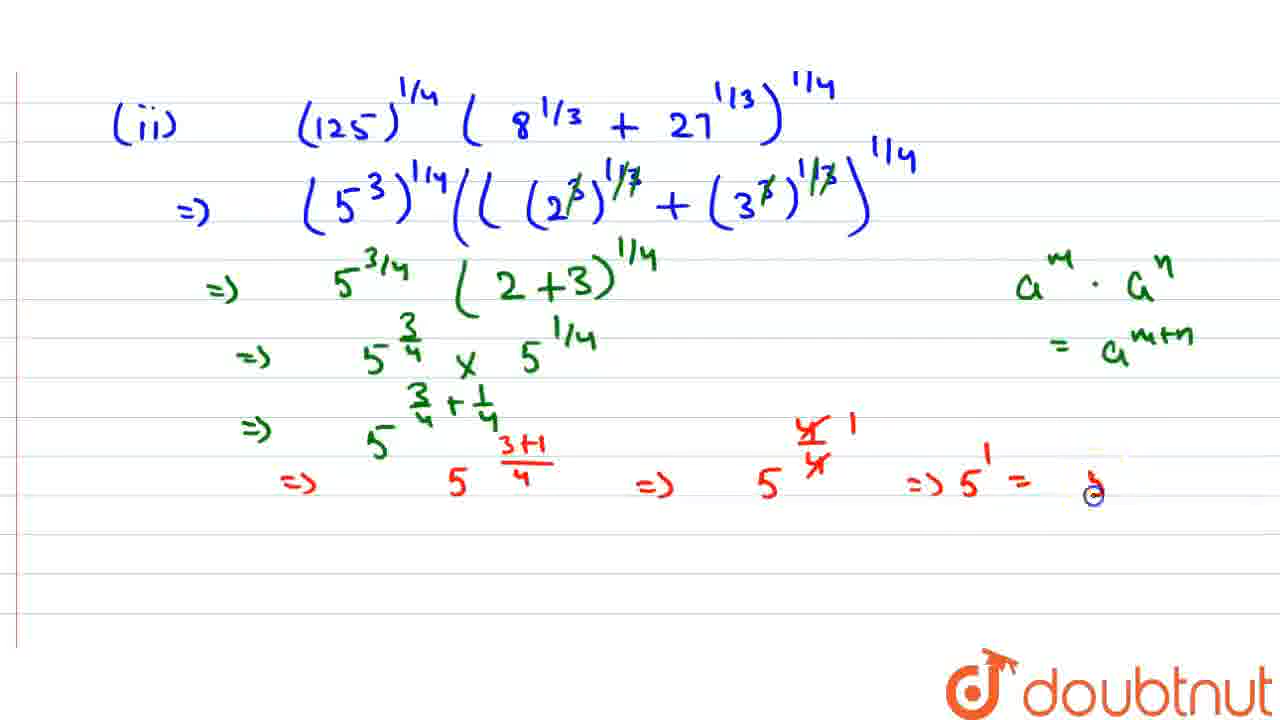 (ii) (125)^{1/4} ( 8^{1/3} + 27^{1/3} )^{1/4}
=> (5^3)^{1/4} (( (2^3)^{1/3} + (3^3)^{1/3} )^{1/4}
=> 5^{3/4} ( 2 + 3 )^{1/4}
a^m . a^n
=> 5^{3/4} x 5^{1/4}
= a^{m+n}
=> 5^{3/4 + 1/4}
=> 5^{(3+1)/4} => 5^{4/4} 1 => 5^1 = 5
doubtnut